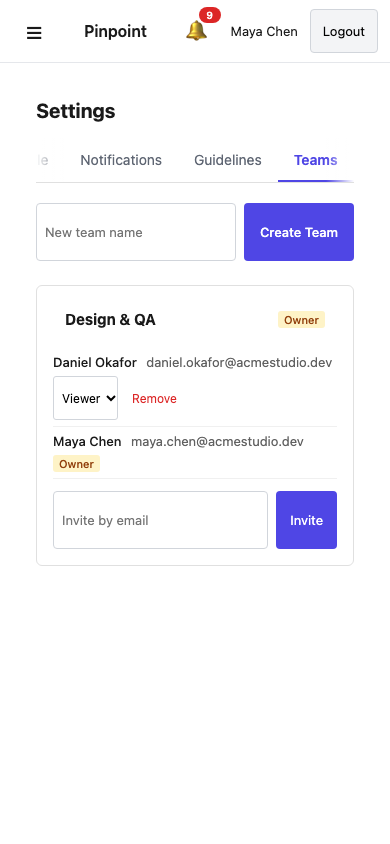 Pinpoint
9
Maya Chen
Logout
Settings
le Notifications Guidelines Teams
New team name
Create Team
Design & QA
Owner
Daniel Okafor daniel.okafor@acmestudio.dev
Viewer
Remove
Maya Chen maya.chen@acmestudio.dev
Owner
Invite by email
Invite